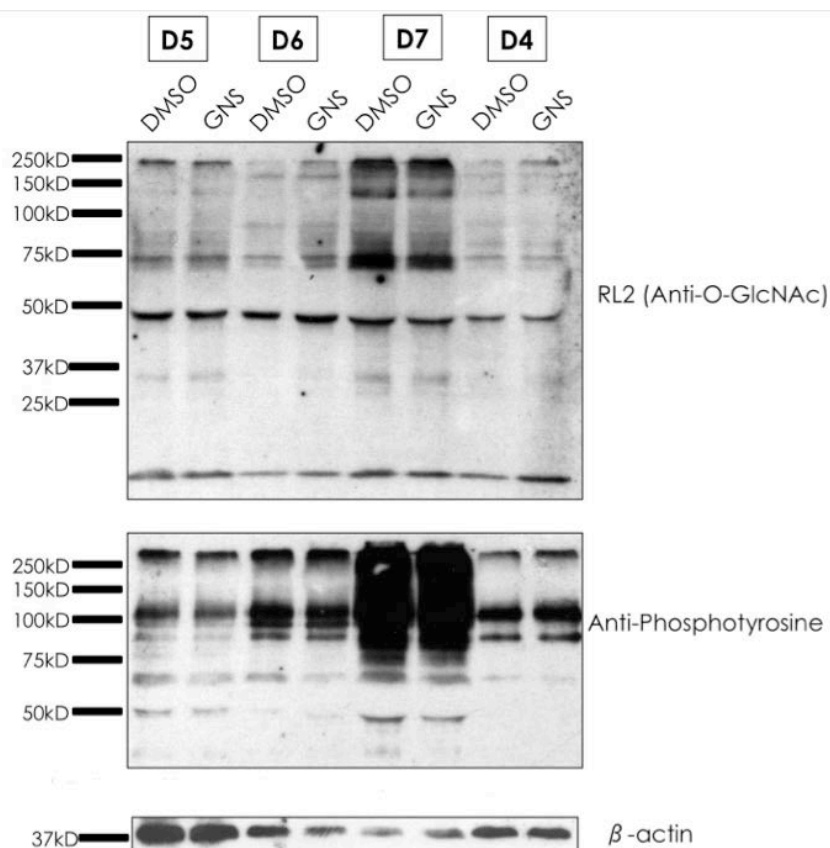 D5 D6 D7 D4
DMSO GNS DMSO GNS DMSO GNS DMSO GNS
250kD
150kD
100kD
75kD
50kD
37kD
25kD
RL2 (Anti-O-GlcNAc)
250kD
150kD
100kD
75kD
50kD
Anti-Phosphotyrosine
37kD
β-actin